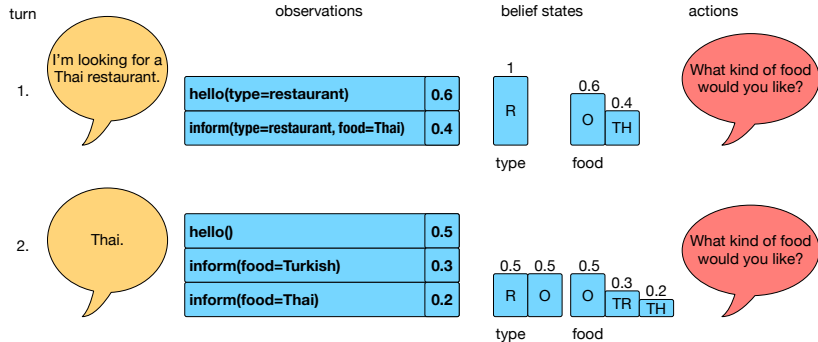 turn
observations
belief states
actions
1.
I'm looking for a
Thai restaurant.
hello(type=restaurant)
0.6
inform(type=restaurant, food=Thai)
0.4
1
R
type
0.6
O
0.4
TH
food
What kind of food
would you like?
2.
Thai.
hello()
0.5
inform(food=Turkish)
0.3
inform(food=Thai)
0.2
0.5
R
0.5
O
type
0.5
O
0.3
TR
0.2
TH
food
What kind of food
would you like?